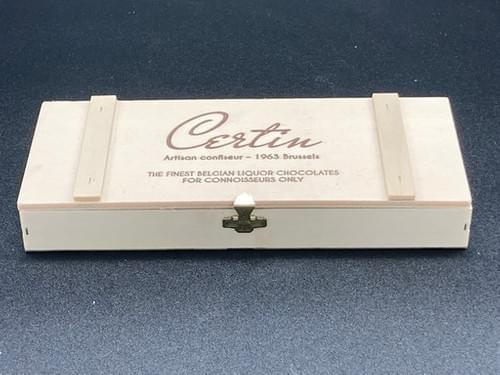 Certin
Artisan confiseur – 1963 Brussels
THE FINEST BELGIAN LIQUOR CHOCOLATES
FOR CONNOISSEURS ONLY